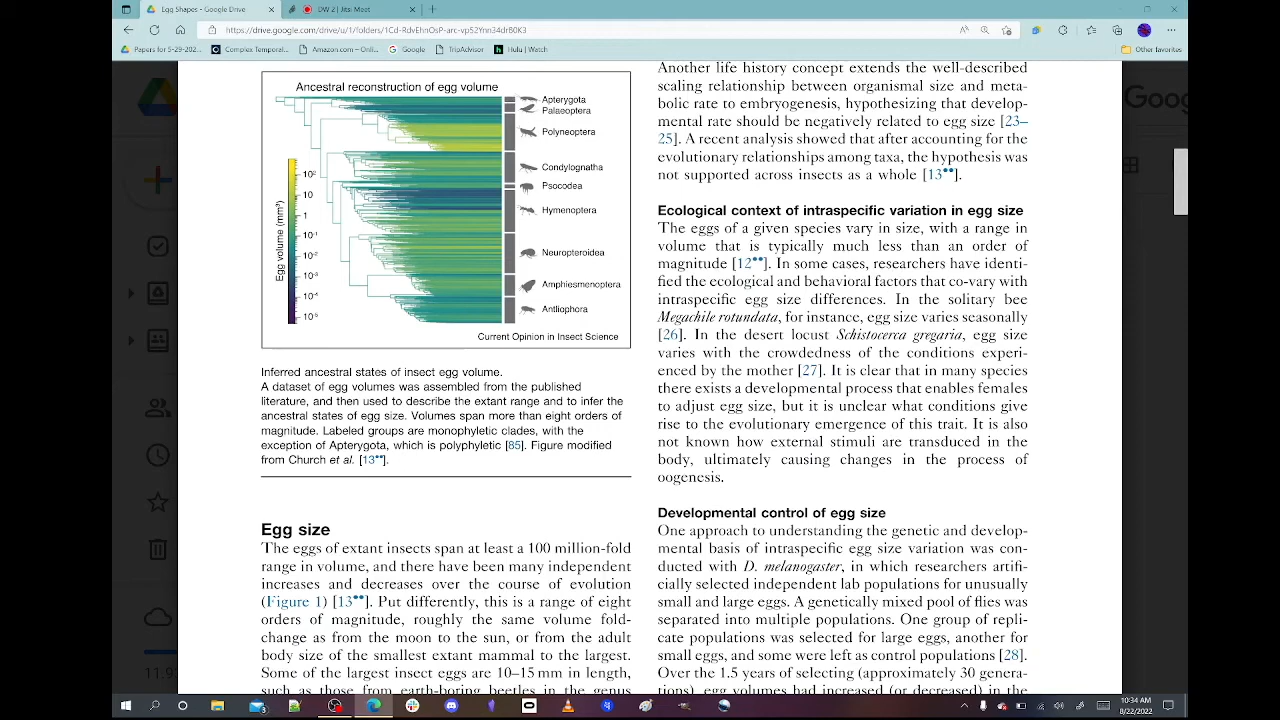 Egg Shapes - Google Drive
DW 2 | Jitsi Meet
https://drive.google.com/drive/u/1/folders/1Cd-RdvEhnOsP-arc-vp52Ynn34drB0K3
Papers for 5-29-202...
Complex Temporal...
Amazon.com – Onli...
Google
TripAdvisor
Hulu | Watch
Other favorites
Goog
11.92
Ancestral reconstruction of egg volume
Apterygota
Palaeoptera
Polyneoptera
Condylognatha
Psocodea
Hymenoptera
Neuropteroidea
Amphiesmenoptera
Antliophora
Egg volume (mm³)
10²
10
1
10-¹
10-²
10-³
10-⁴
10-⁵
Current Opinion in Insect Science
Inferred ancestral states of insect egg volume.
A dataset of egg volumes was assembled from the published
literature, and then used to describe the extant range and to infer the
ancestral states of egg size. Volumes span more than eight orders of
magnitude. Labeled groups are monophyletic clades, with the
exception of Apterygota, which is polyphyletic [85]. Figure modified
from Church et al. [13••].
Egg size
The eggs of extant insects span at least a 100 million-fold
range in volume, and there have been many independent
increases and decreases over the course of evolution
(Figure 1) [13••]. Put differently, this is a range of eight
orders of magnitude, roughly the same volume fold-
change as from the moon to the sun, or from the adult
body size of the smallest extant mammal to the largest.
Some of the largest insect eggs are 10–15 mm in length,
such as those from earth-boring beetles in the genus
Another life history concept extends the well-described
scaling relationship between organismal size and meta-
bolic rate to embryogenesis, hypothesizing that develop-
mental rate should be negatively related to egg size [23–
25]. A recent analysis showed that after accounting for the
evolutionary relationships among taxa, the hypothesis was
not supported across insects as a whole [13••].
Ecological context of intraspecific variation in egg size
The eggs of a given species vary in size, with a range in
volume that is typically much less than an order of
magnitude [12••]. In some cases, researchers have identi-
fied the ecological and behavioral factors that co-vary with
intraspecific egg size differences. In the solitary bee
Megachile rotundata, for instance, egg size varies seasonally
[26]. In the desert locust Shistocerca gregaria, egg size
varies with the crowdedness of the conditions experi-
enced by the mother [27]. It is clear that in many species
there exists a developmental process that enables females
to adjust egg size, but it is unclear what conditions give
rise to the evolutionary emergence of this trait. It is also
not known how external stimuli are transduced in the
body, ultimately causing changes in the process of
oogenesis.
Developmental control of egg size
One approach to understanding the genetic and develop-
mental basis of intraspecific egg size variation was con-
ducted with D. melanogaster, in which researchers artifi-
cially selected independent lab populations for unusually
small and large eggs. A genetically mixed pool of flies was
separated into multiple populations. One group of repli-
cate populations was selected for large eggs, another for
small eggs, and some were left as control populations [28].
Over the 1.5 years of selecting (approximately 30 genera-
tions), egg volumes had increased (or decreased) in the
10:34 AM
8/22/2022